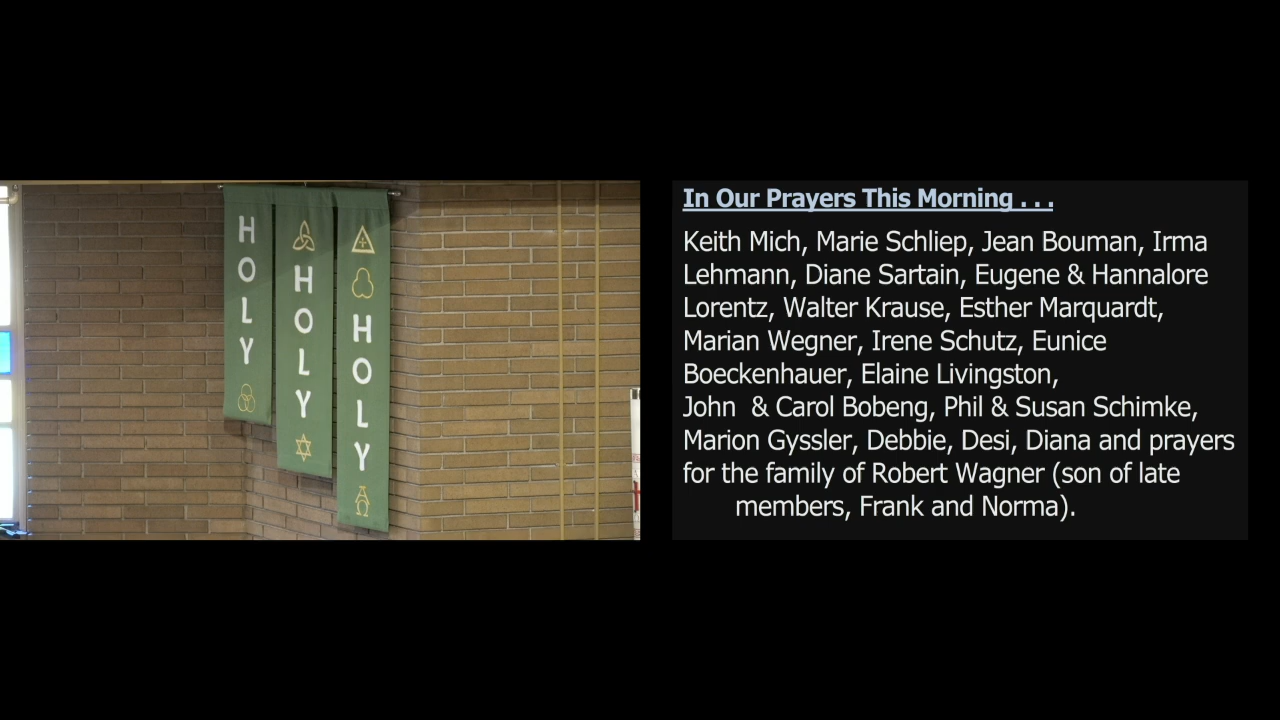 HOLY
HOLY
HOLY
In Our Prayers This Morning . . .
Keith Mich, Marie Schliep, Jean Bouman, Irma
Lehmann, Diane Sartain, Eugene & Hannalore
Lorentz, Walter Krause, Esther Marquardt,
Marian Wegner, Irene Schutz, Eunice
Boeckenhauer, Elaine Livingston,
John  & Carol Bobeng, Phil & Susan Schimke,
Marion Gyssler, Debbie, Desi, Diana and prayers
for the family of Robert Wagner (son of late
members, Frank and Norma).